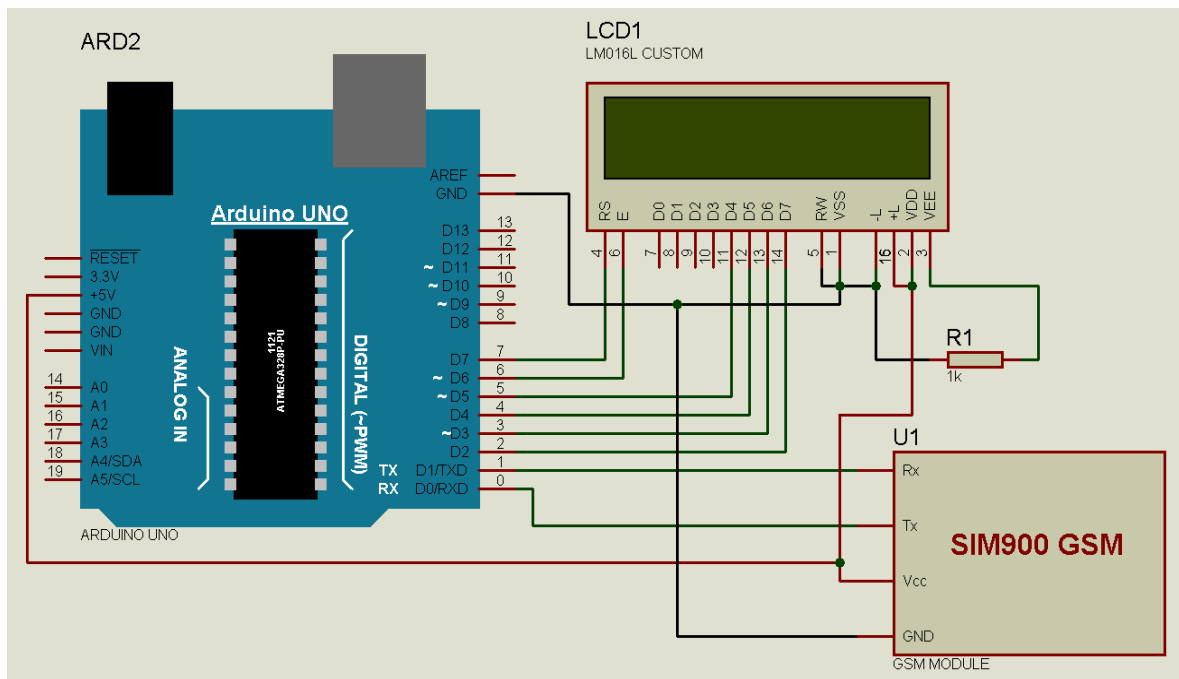 ARD2
LCD1
LM016L CUSTOM
Arduino UNO
1121
ATMEGA328P-PU
ANALOG IN
DIGITAL (~PWM)
RESET
3.3V
+5V
GND
GND
VIN
14 A0
15 A1
16 A2
17 A3
18 A4/SDA
19 A5/SCL
AREF
GND
D13 13
D12 12
~ D11 11
~ D10 10
~ D9 9
D8 8
D7 7
~ D6 6
~ D5 5
D4 4
~ D3 3
D2 2
TX D1/TXD 1
RX D0/RXD 0
ARDUINO UNO
RS E D0 D1 D2 D3 D4 D5 D6 D7 RW VSS -L +L VDD VEE
4 6 7 8 9 10 11 12 13 14 5 1 16 2 3
R1
1k
U1
Rx
Tx
Vcc
GND
SIM900 GSM
GSM MODULE